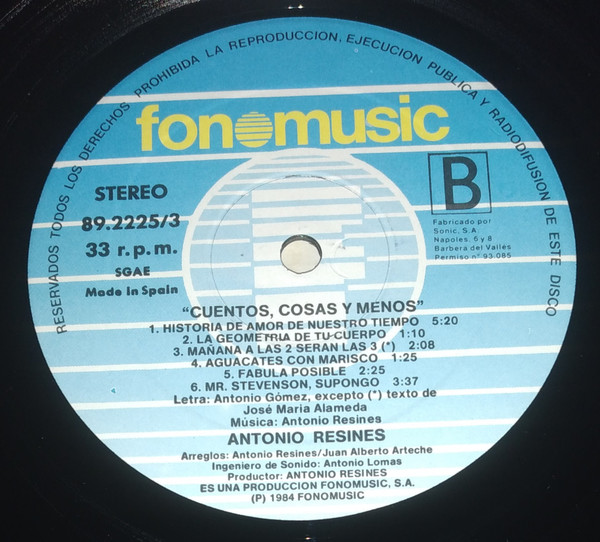 RESERVADOS TODOS LOS DERECHOS PROHIBIDA LA REPRODUCCION, EJECUCION PUBLICA Y RADIODIFUSION DE ESTE DISCO
fonomusic
STEREO
89.2225/3
33 r.p.m.
SGAE
Made in Spain
B
Fabricado por
Sonic, S.A
Napoles, 6 y 8
Barbera del Vallés
Permiso nº 93.085
"CUENTOS, COSAS Y MENOS"
1. HISTORIA DE AMOR DE NUESTRO TIEMPO 5:20
2. LA GEOMETRIA DE TU CUERPO 1:10
3. MAÑANA A LAS 2 SERAN LAS 3 (*) 2:08
4. AGUACATES CON MARISCO 1:25
5. FABULA POSIBLE 2:25
6. MR. STEVENSON, SUPONGO 3:37
Letra: Antonio Gómez, excepto (*) texto de
José María Alameda
Música: Antonio Resines
ANTONIO RESINES
Arreglos: Antonio Resines/Juan Alberto Arteche
Ingeniero de Sonido: Antonio Lomas
Productor: ANTONIO RESINES
ES UNA PRODUCCION FONOMUSIC, S.A.
(P) 1984 FONOMUSIC